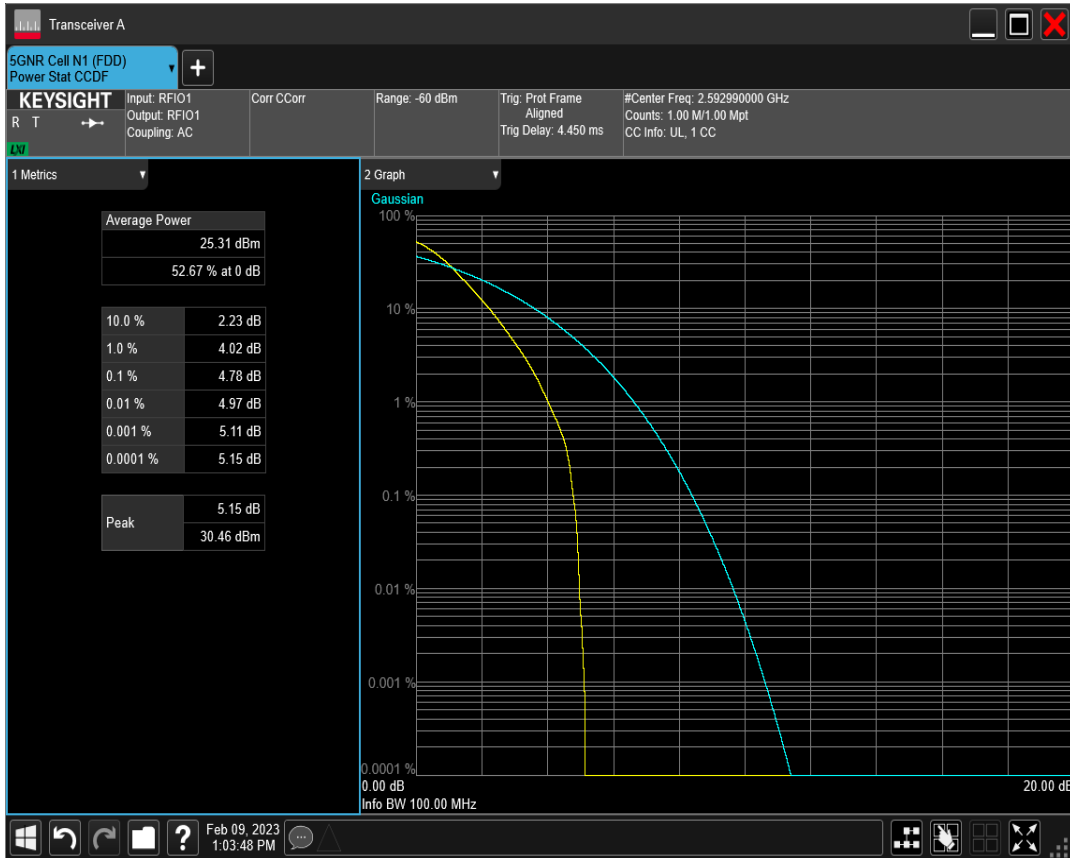 Transceiver A
5GNR Cell N1 (FDD)
Power Stat CCDF
+
KEYSIGHT
R T
LXI
Input: RFIO1
Output: RFIO1
Coupling: AC
Corr CCorr
Range: -60 dBm
Trig: Prot Frame
Aligned
Trig Delay: 4.450 ms
#Center Freq: 2.592990000 GHz
Counts: 1.00 M/1.00 Mpt
CC Info: UL, 1 CC
1 Metrics
Average Power
25.31 dBm
52.67 % at 0 dB
10.0 % 2.23 dB
1.0 % 4.02 dB
0.1 % 4.78 dB
0.01 % 4.97 dB
0.001 % 5.11 dB
0.0001 % 5.15 dB
Peak
5.15 dB
30.46 dBm
2 Graph
Gaussian
100 %
10 %
1 %
0.1 %
0.01 %
0.001 %
0.0001 %
0.00 dB
20.00 dB
Info BW 100.00 MHz
?
Feb 09, 2023
1:03:48 PM